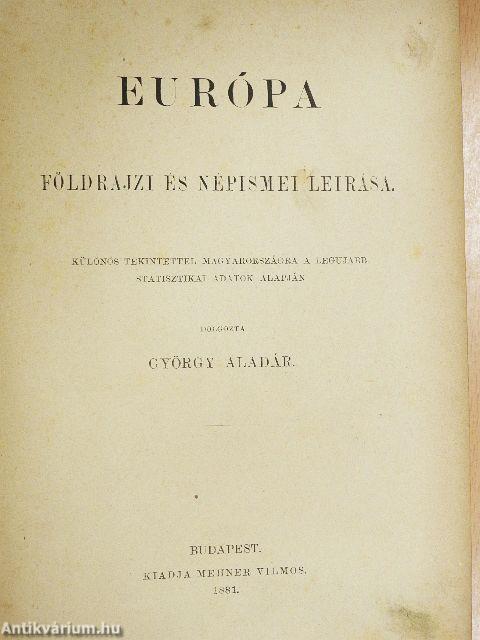 EURÓPA
FÖLDRAJZI ÉS NÉPISMEI LEIRÁSA.
KÜLÖNÖS TEKINTETTEL MAGYARORSZÁGRA A LEGUJABB
STATISZTIKAI ADATOK ALAPJÁN
DOLGOZTA
GYÖRGY ALADÁR.
BUDAPEST.
KIADJA MEHNER VILMOS.
1881.
Antikvárium.hu